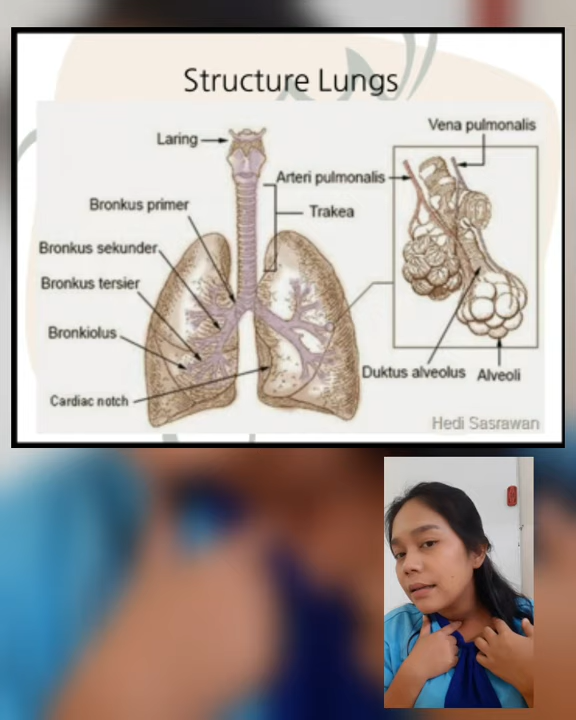 Structure Lungs
Laring
Vena pulmonalis
Arteri pulmonalis
Bronkus primer
Trakea
Bronkus sekunder
Bronkus tersier
Bronkiolus
Duktus alveolus
Alveoli
Cardiac notch
Hedi Sasrawan